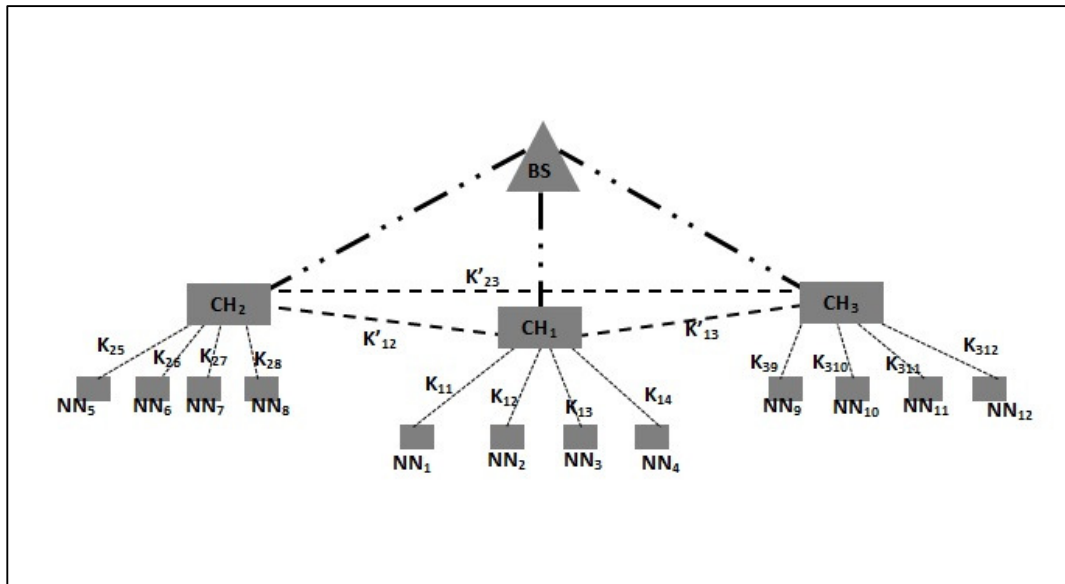 BS
K'₂₃
CH₂
CH₃
CH₁
K'₁₂
K'₁₃
K₂₅
K₂₆
K₂₇
K₂₈
K₃₉
K₃₁₀
K₃₁₁
K₃₁₂
K₁₁
K₁₂
K₁₃
K₁₄
NN₅
NN₆
NN₇
NN₈
NN₉
NN₁₀
NN₁₁
NN₁₂
NN₁
NN₂
NN₃
NN₄